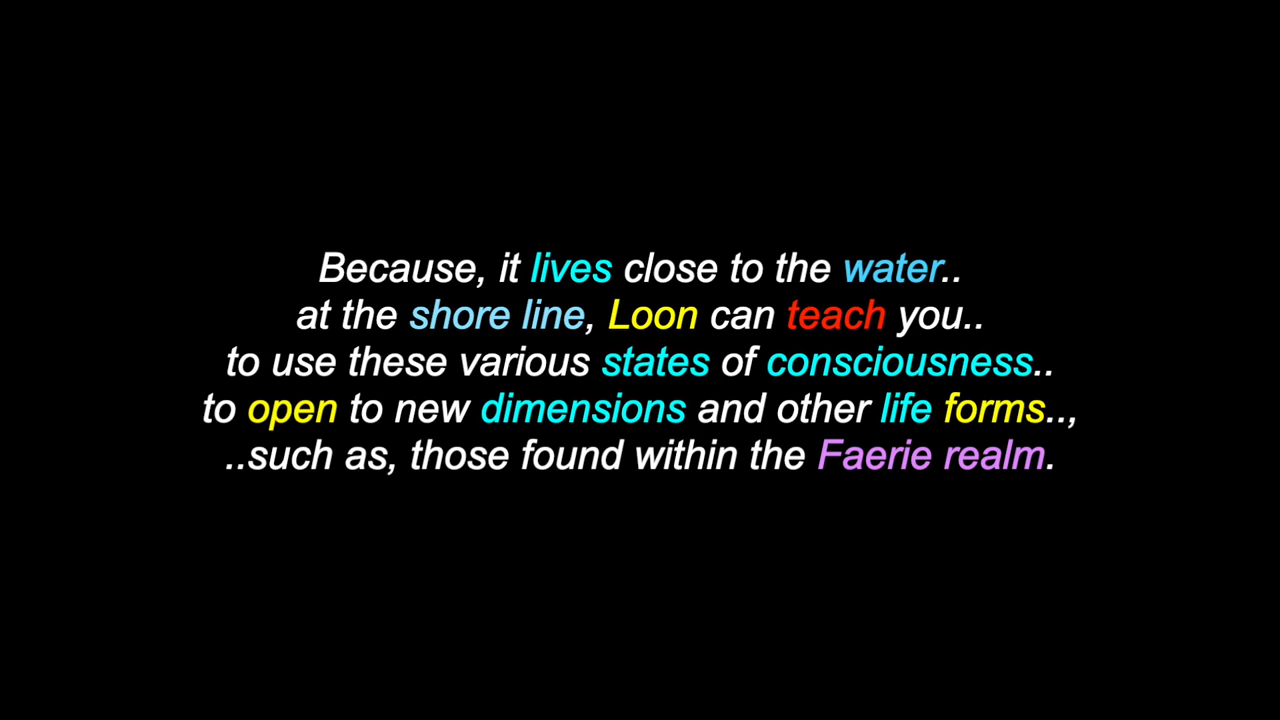 Because, it lives close to the water..
at the shore line, Loon can teach you..
to use these various states of consciousness..
to open to new dimensions and other life forms..,
..such as, those found within the Faerie realm.